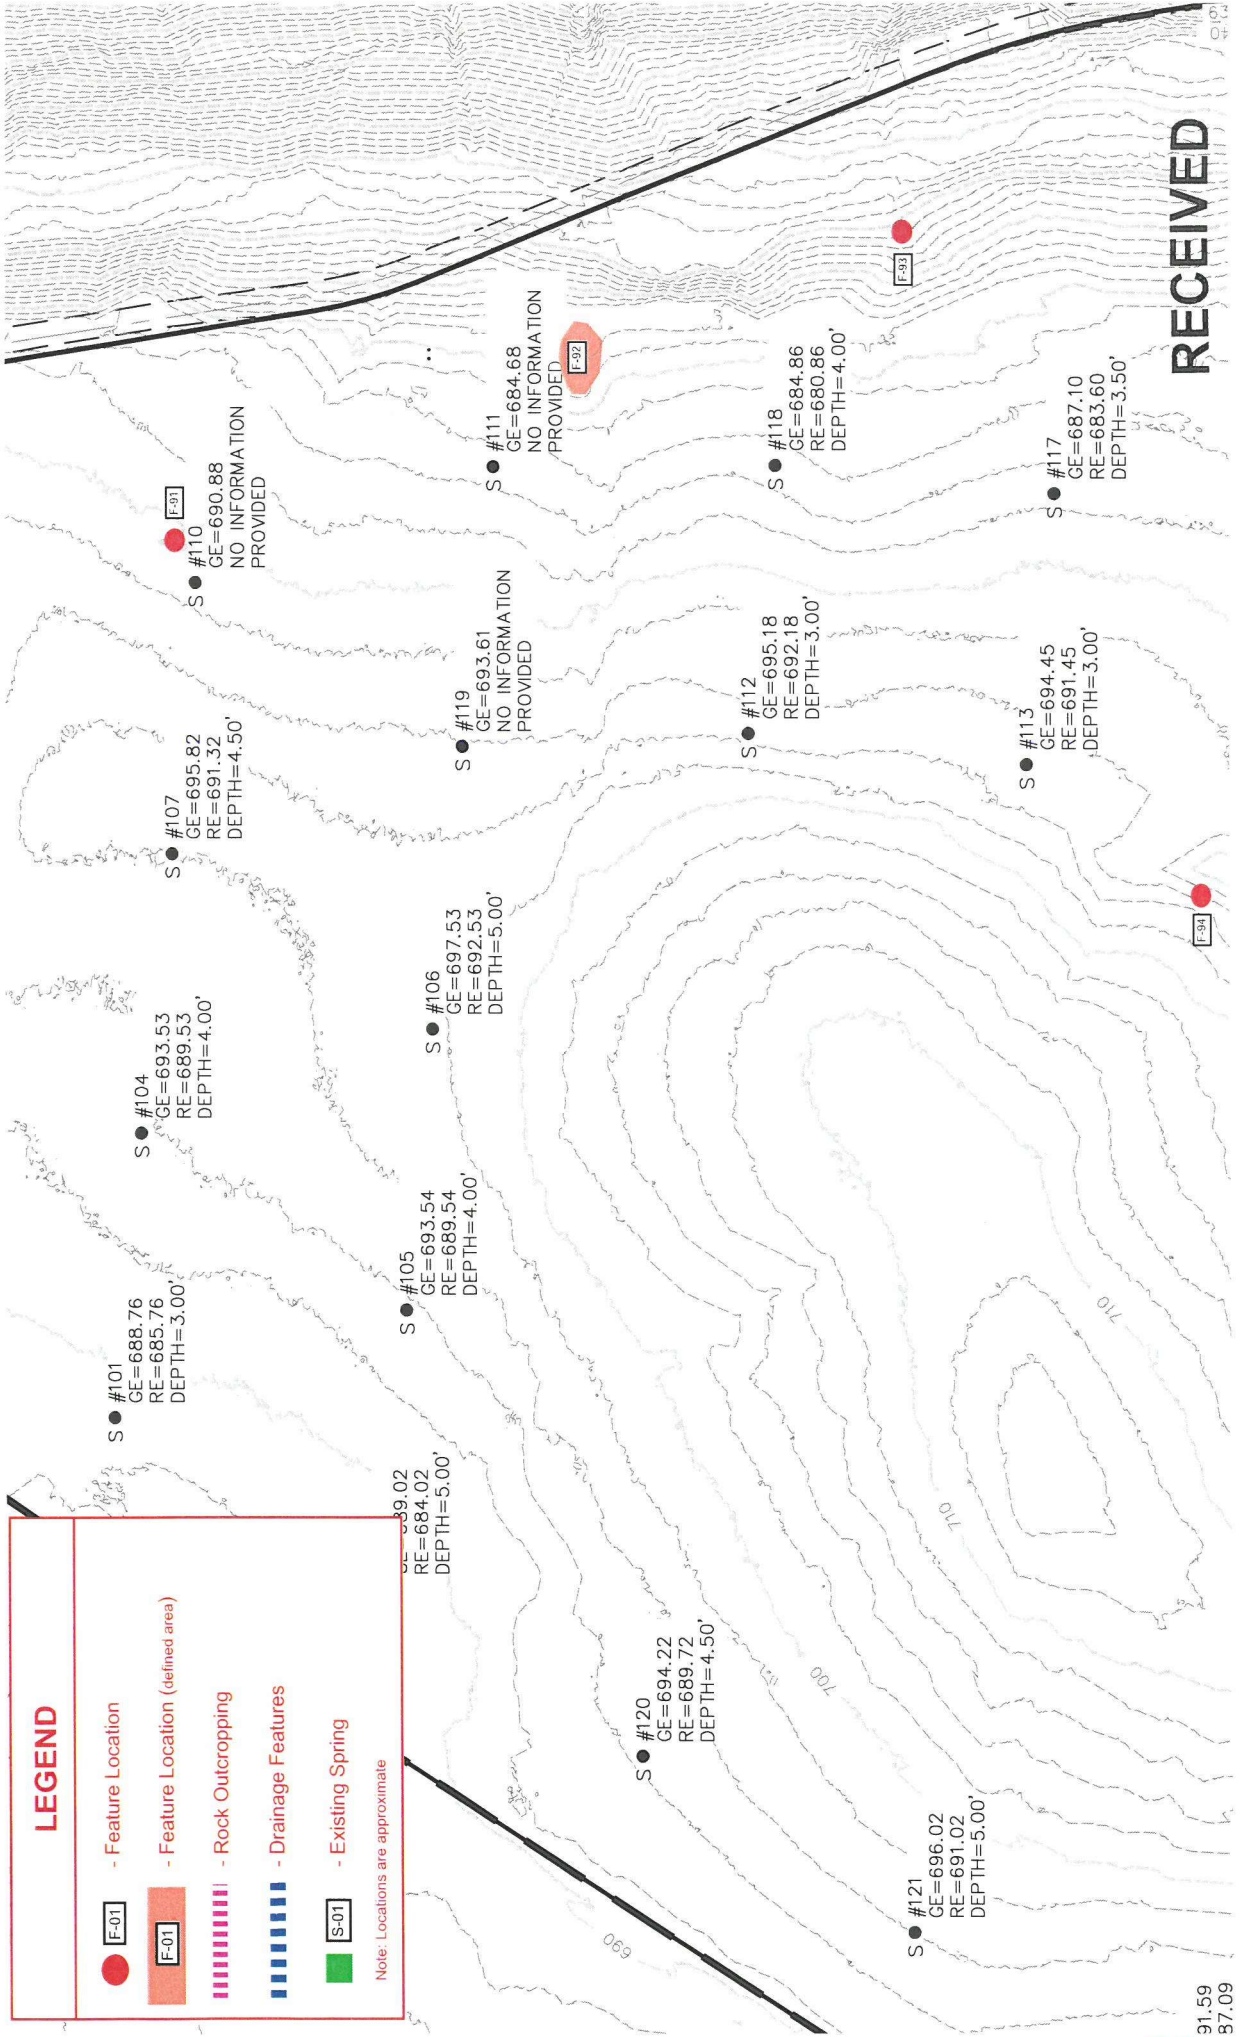 LEGEND
F-01 - Feature Location
F-01 - Feature Location (defined area)
- Rock Outcropping
- Drainage Features
S-01 - Existing Spring
Note: Locations are approximate
S #101
GE=688.76
RE=685.76
DEPTH=3.00'
S #104
GE=693.53
RE=689.53
DEPTH=4.00'
S #107
GE=695.82
RE=691.32
DEPTH=4.50'
F-91
S #110
GE=690.88
NO INFORMATION
PROVIDED
RE=684.02
DEPTH=5.00'
S #105
GE=693.54
RE=689.54
DEPTH=4.00'
S #106
GE=697.53
RE=692.53
DEPTH=5.00'
S #119
GE=693.61
NO INFORMATION
PROVIDED
S #111
GE=684.68
NO INFORMATION
PROVIDED
F-92
S #120
GE=694.22
RE=689.72
DEPTH=4.50'
S #112
GE=695.18
RE=692.18
DEPTH=3.00'
S #118
GE=684.86
RE=680.86
DEPTH=4.00'
690
700
710
710
F-93
S #121
GE=696.02
RE=691.02
DEPTH=5.00'
S #113
GE=694.45
RE=691.45
DEPTH=3.00'
S #117
GE=687.10
RE=683.60
DEPTH=3.50'
F-94
RECEIVED
91.59
87.09